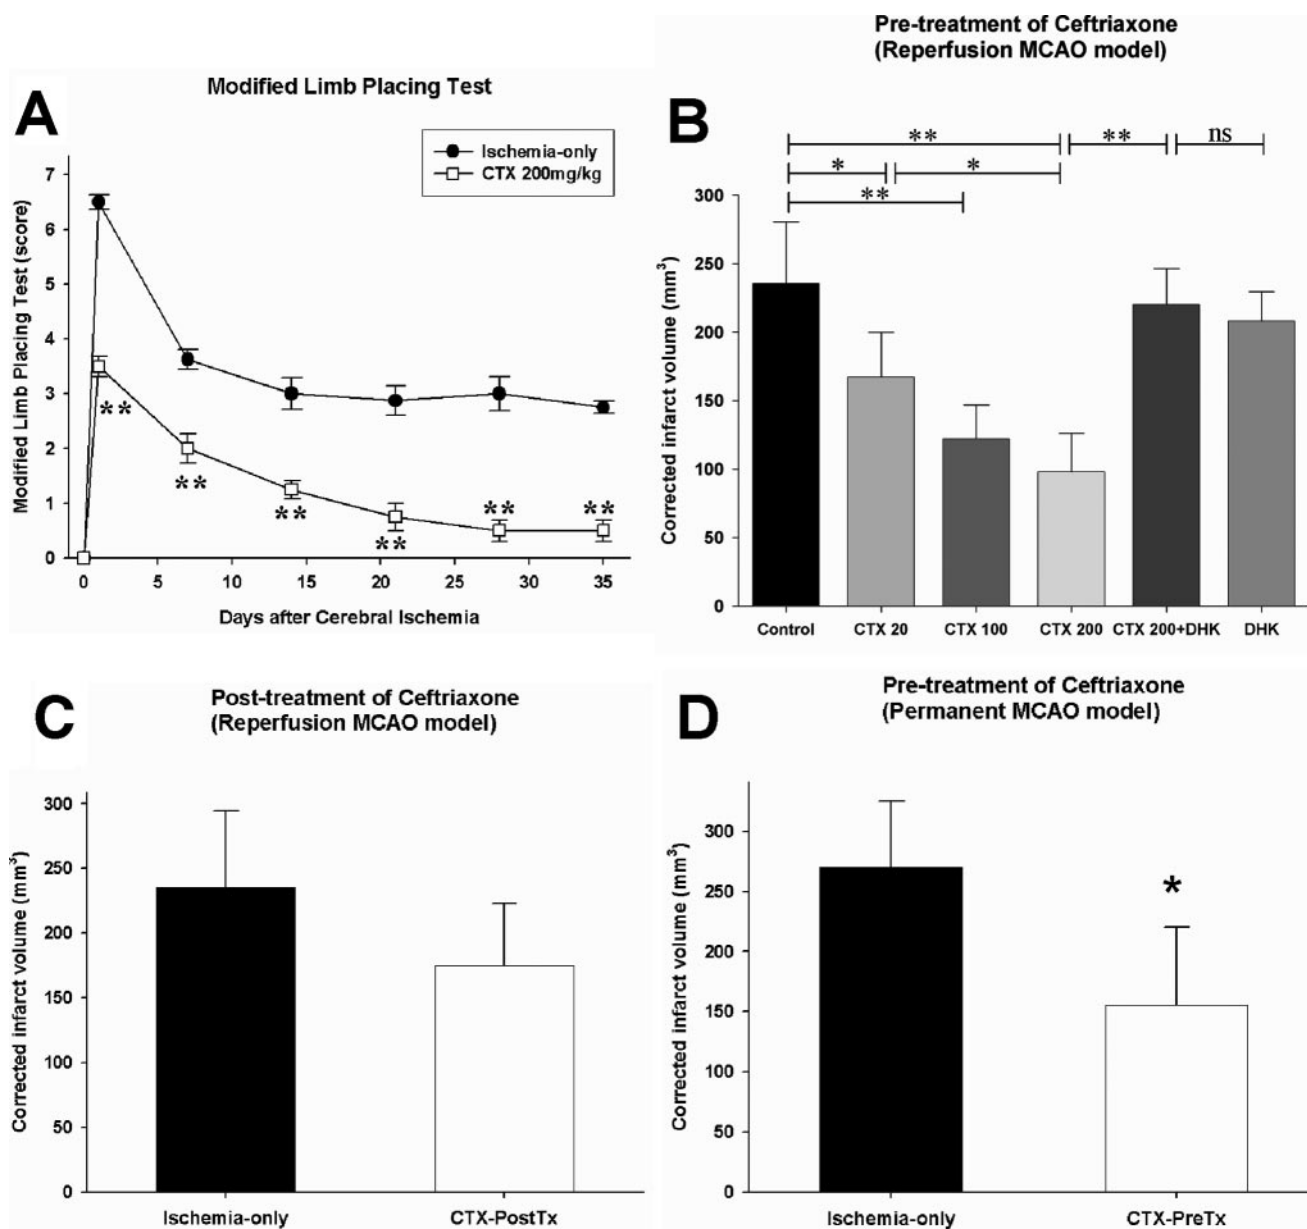 A
Modified Limb Placing Test
Ischemia-only
CTX 200mg/kg
Modified Limb Placing Test (score)
7
6
5
4
3
2
1
0
**
**
**
**
**
**
0 5 10 15 20 25 30 35
Days after Cerebral Ischemia
Pre-treatment of Ceftriaxone
(Reperfusion MCAO model)
B
** ** ns
* *
**
Corrected infarct volume (mm³)
300
250
200
150
100
50
0
Control CTX 20 CTX 100 CTX 200 CTX 200+DHK DHK
C
Post-treatment of Ceftriaxone
(Reperfusion MCAO model)
Corrected infarct volume (mm³)
300
250
200
150
100
50
0
Ischemia-only CTX-PostTx
D
Pre-treatment of Ceftriaxone
(Permanent MCAO model)
Corrected infarct volume (mm³)
300
250
200
150
100
50
0
*
Ischemia-only CTX-PreTx